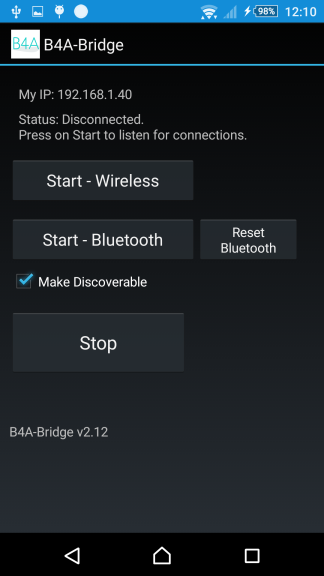 98%
12:10
B4A
B4A-Bridge
My IP: 192.168.1.40
Status: Disconnected.
Press on Start to listen for connections.
Start - Wireless
Start - Bluetooth
Reset
Bluetooth
Make Discoverable
Stop
B4A-Bridge v2.12